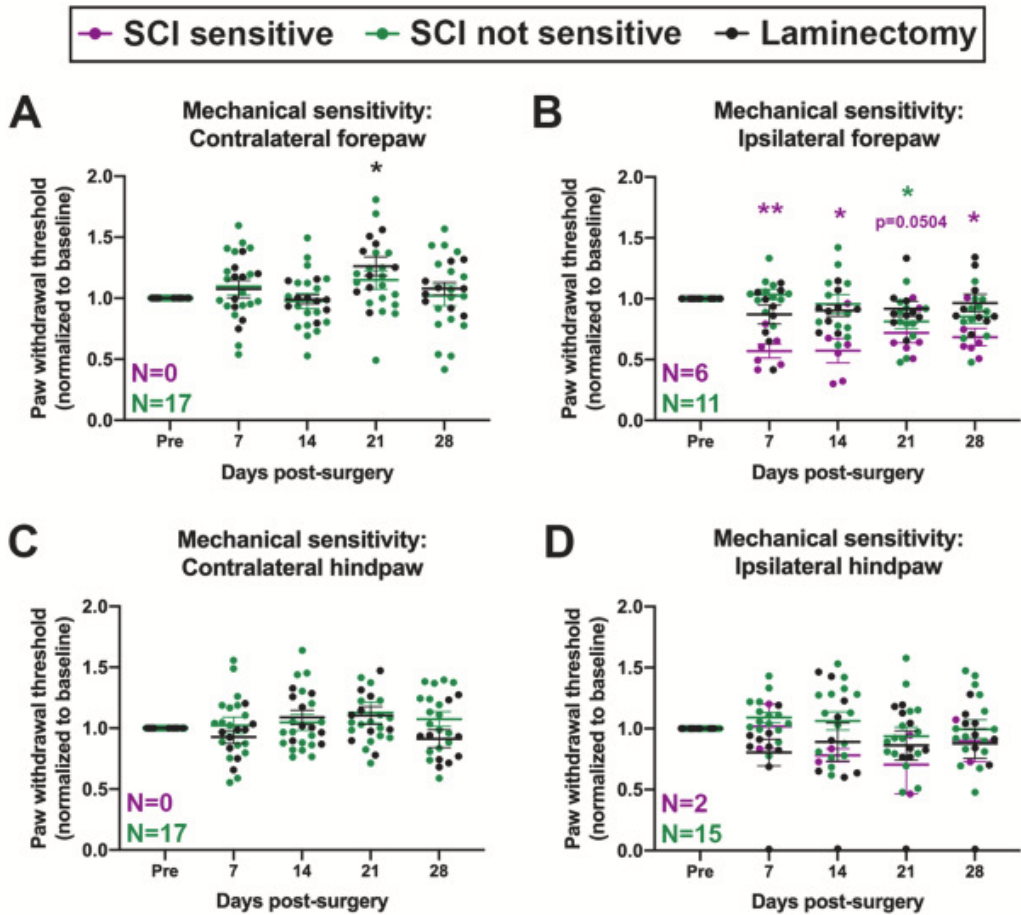 SCI sensitive SCI not sensitive Laminectomy
A
Mechanical sensitivity:
Contralateral forepaw
*
Paw withdrawal threshold
(normalized to baseline)
2.0
1.5
1.0
0.5
0.0
N=0
N=17
Pre 7 14 21 28
Days post-surgery
B
Mechanical sensitivity:
Ipsilateral forepaw
** * * *
p=0.0504
Paw withdrawal threshold
(normalized to baseline)
2.0
1.5
1.0
0.5
0.0
N=6
N=11
Pre 7 14 21 28
Days post-surgery
C
Mechanical sensitivity:
Contralateral hindpaw
Paw withdrawal threshold
(normalized to baseline)
2.0
1.5
1.0
0.5
0.0
N=0
N=17
Pre 7 14 21 28
Days post-surgery
D
Mechanical sensitivity:
Ipsilateral hindpaw
Paw withdrawal threshold
(normalized to baseline)
2.0
1.5
1.0
0.5
0.0
N=2
N=15
Pre 7 14 21 28
Days post-surgery